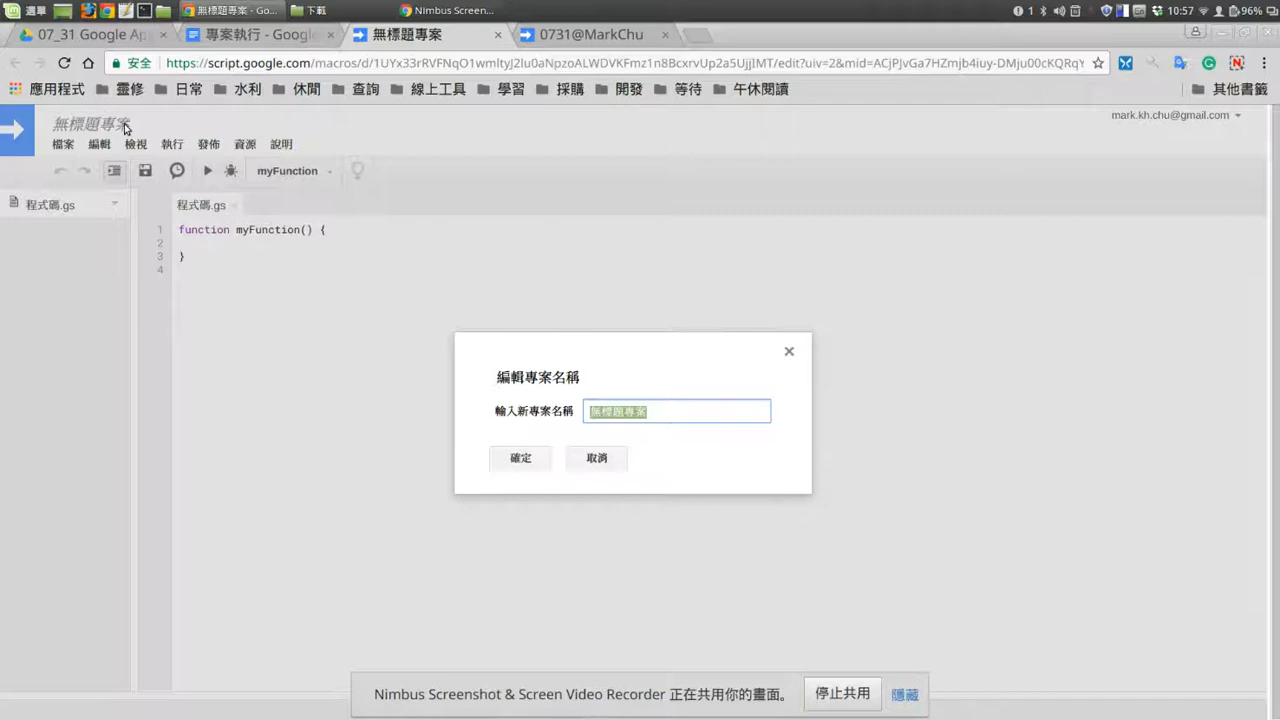 選單 無標題專案 - Go... 下載 Nimbus Screen... 10:57 96%
07_31 Google Ap × 專案執行 - Google × 無標題專案 × 0731@MarkChu ×
安全 https://script.google.com/macros/d/
應用程式 靈修 日常 水利 休閒 查詢 線上工具 學習 採購 開發 等待 午休閱讀 其他書籤
無標題專案 mark.kh.chu@gmail.com
檔案 編輯 檢視 執行 發佈 資源 說明
myFunction
程式碼.gs 程式碼.gs
1 function myFunction() {
2
3 }
4
編輯專案名稱
輸入新專案名稱 無標題專案
確定 取消
Nimbus Screenshot & Screen Video Recorder 正在共用你的畫面。 停止共用 隱藏